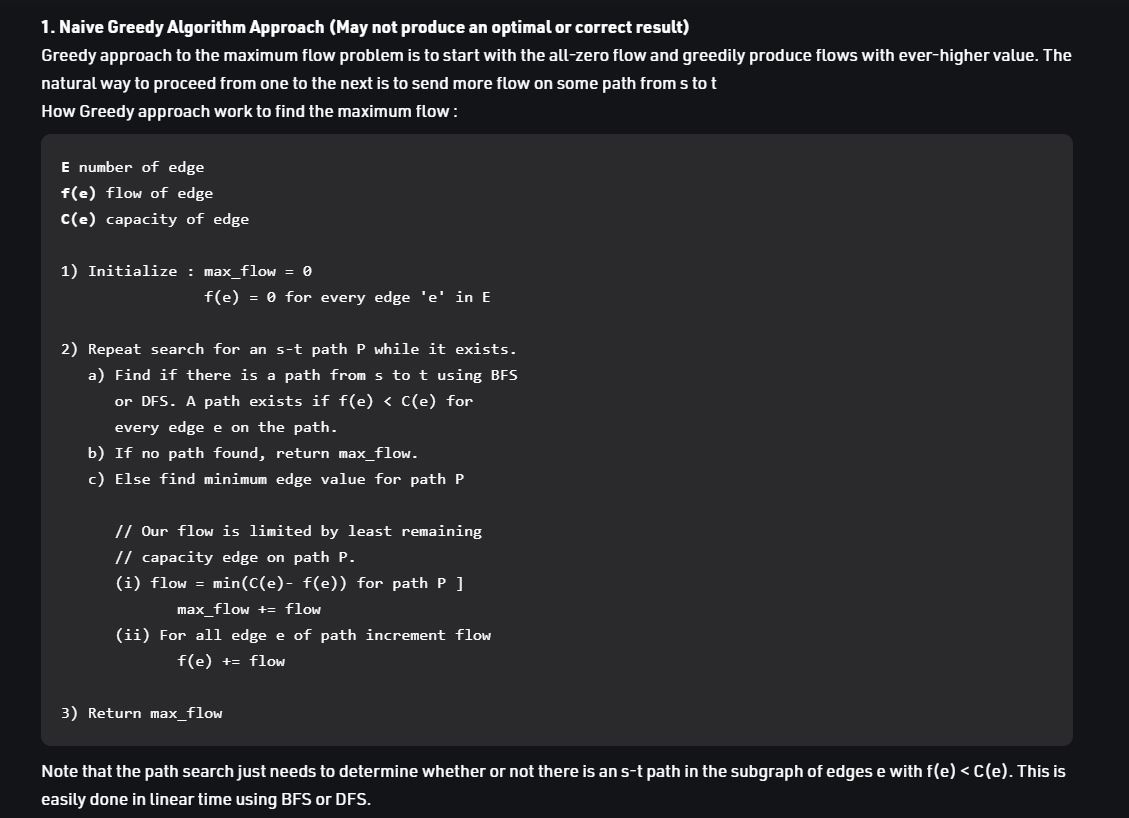 1. Naive Greedy Algorithm Approach (May not produce an optimal or correct result)
Greedy approach to the maximum flow problem is to start with the all-zero flow and greedily produce flows with ever-higher value. The
natural way to proceed from one to the next is to send more flow on some path from s to t
How Greedy approach work to find the maximum flow :
E number of edge
f(e) flow of edge
C(e) capacity of edge
1) Initialize : max_flow = 0
f(e) = 0 for every edge 'e' in E
2) Repeat search for an s-t path P while it exists.
a) Find if there is a path from s to t using BFS
or DFS. A path exists if f(e) < C(e) for
every edge e on the path.
b) If no path found, return max_flow.
c) Else find minimum edge value for path P
// Our flow is limited by least remaining
// capacity edge on path P.
(i) flow = min(C(e)- f(e)) for path P ]
max_flow += flow
(ii) For all edge e of path increment flow
f(e) += flow
3) Return max_flow
Note that the path search just needs to determine whether or not there is an s-t path in the subgraph of edges e with f(e) < C(e). This is
easily done in linear time using BFS or DFS.